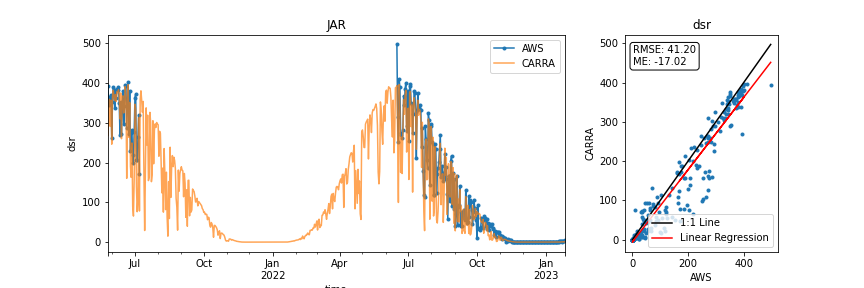 JAR
dsr
500
400
300
200
100
0
dsr
AWS
CARRA
Jul
Oct
Jan
2022
Apr
Jul
Oct
Jan
2023
time
dsr
500
400
300
200
100
0
CARRA
RMSE: 41.20
ME: -17.02
1:1 Line
Linear Regression
0
200
400
AWS